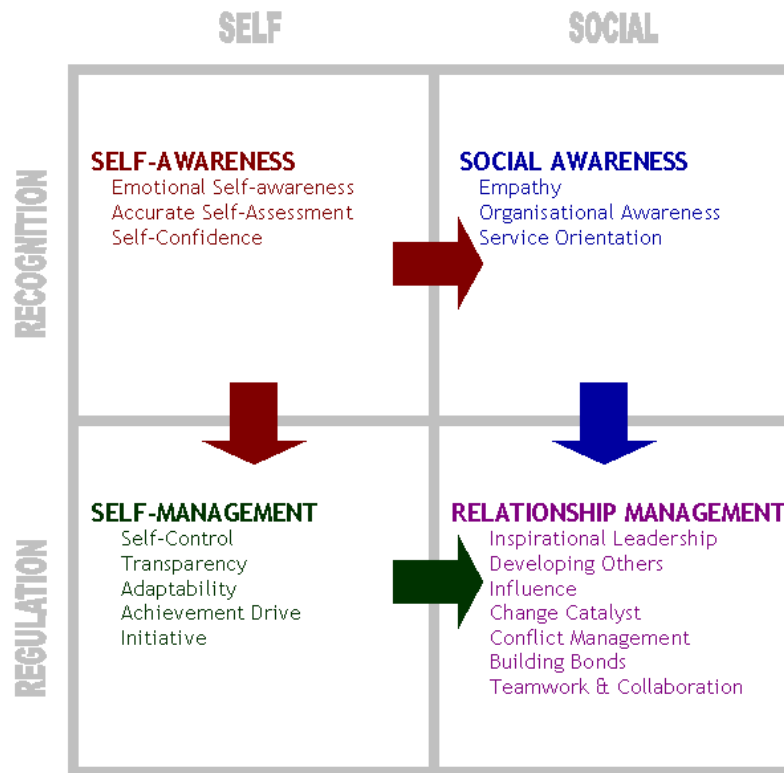 SELF
SOCIAL
RECOGNITION
SELF-AWARENESS
Emotional Self-awareness
Accurate Self-Assessment
Self-Confidence
SOCIAL AWARENESS
Empathy
Organisational Awareness
Service Orientation
REGULATION
SELF-MANAGEMENT
Self-Control
Transparency
Adaptability
Achievement Drive
Initiative
RELATIONSHIP MANAGEMENT
Inspirational Leadership
Developing Others
Influence
Change Catalyst
Conflict Management
Building Bonds
Teamwork & Collaboration